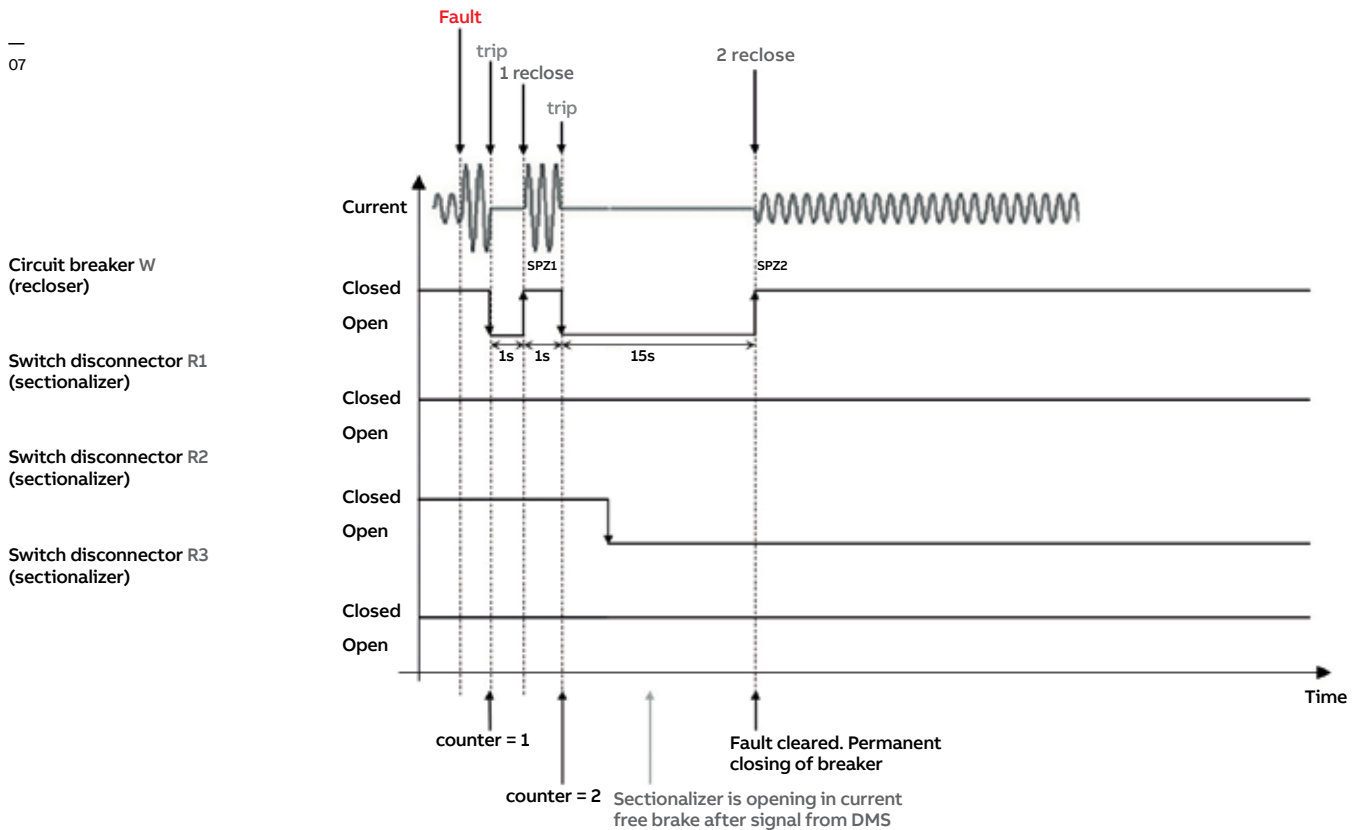 Fault
—
07
trip
1 reclose
trip
2 reclose
Current
Circuit breaker W
(recloser)
SPZ1
SPZ2
Closed
Open
1s
1s
15s
Switch disconnector R1
(sectionalizer)
Closed
Open
Switch disconnector R2
(sectionalizer)
Closed
Open
Switch disconnector R3
(sectionalizer)
Closed
Open
Time
counter = 1
Fault cleared. Permanent
closing of breaker
counter = 2
Sectionalizer is opening in current
free brake after signal from DMS